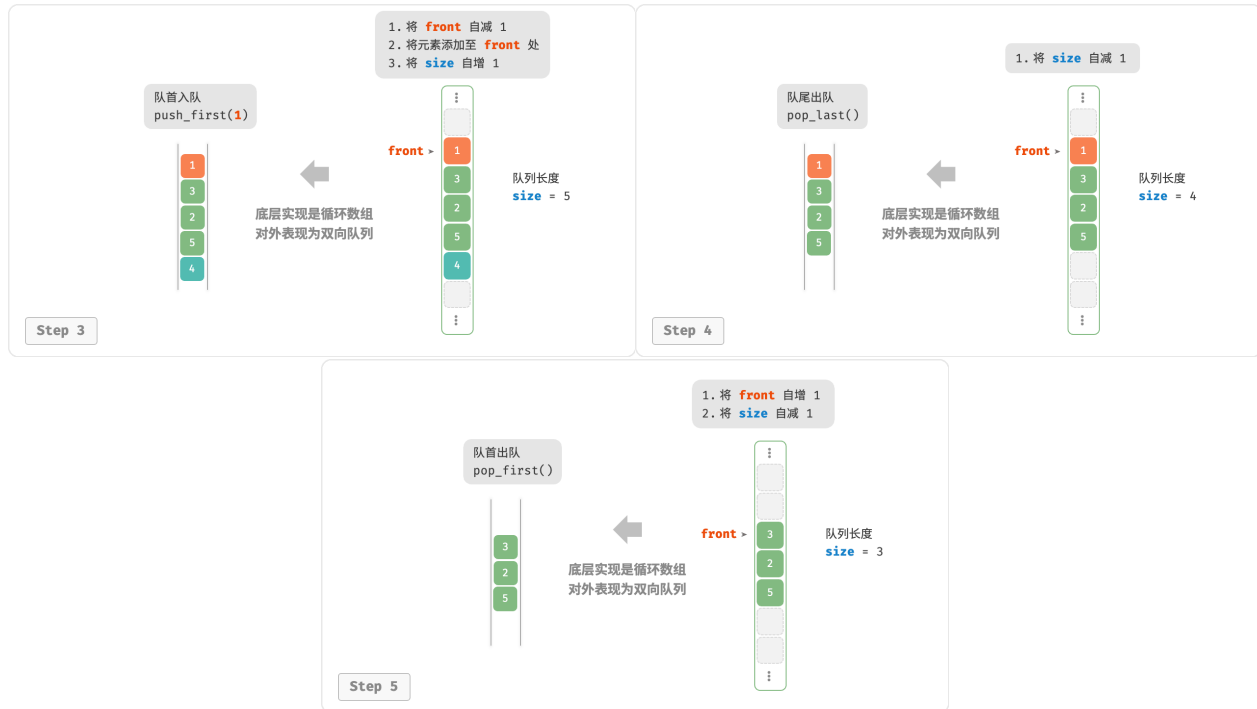 1. 将 front 自减 1
2. 将元素添加至 front 处
3. 将 size 自增 1
队首入队
push_first(1)
front
1
3
2
5
4
1
3
2
5
4
队列长度
size = 5
底层实现是循环数组
对外表现为双向队列
Step 3
1. 将 size 自减 1
队尾出队
pop_last()
front
1
3
2
5
1
3
2
5
队列长度
size = 4
底层实现是循环数组
对外表现为双向队列
Step 4
1. 将 front 自增 1
2. 将 size 自减 1
队首出队
pop_first()
front
3
2
5
3
2
5
队列长度
size = 3
底层实现是循环数组
对外表现为双向队列
Step 5